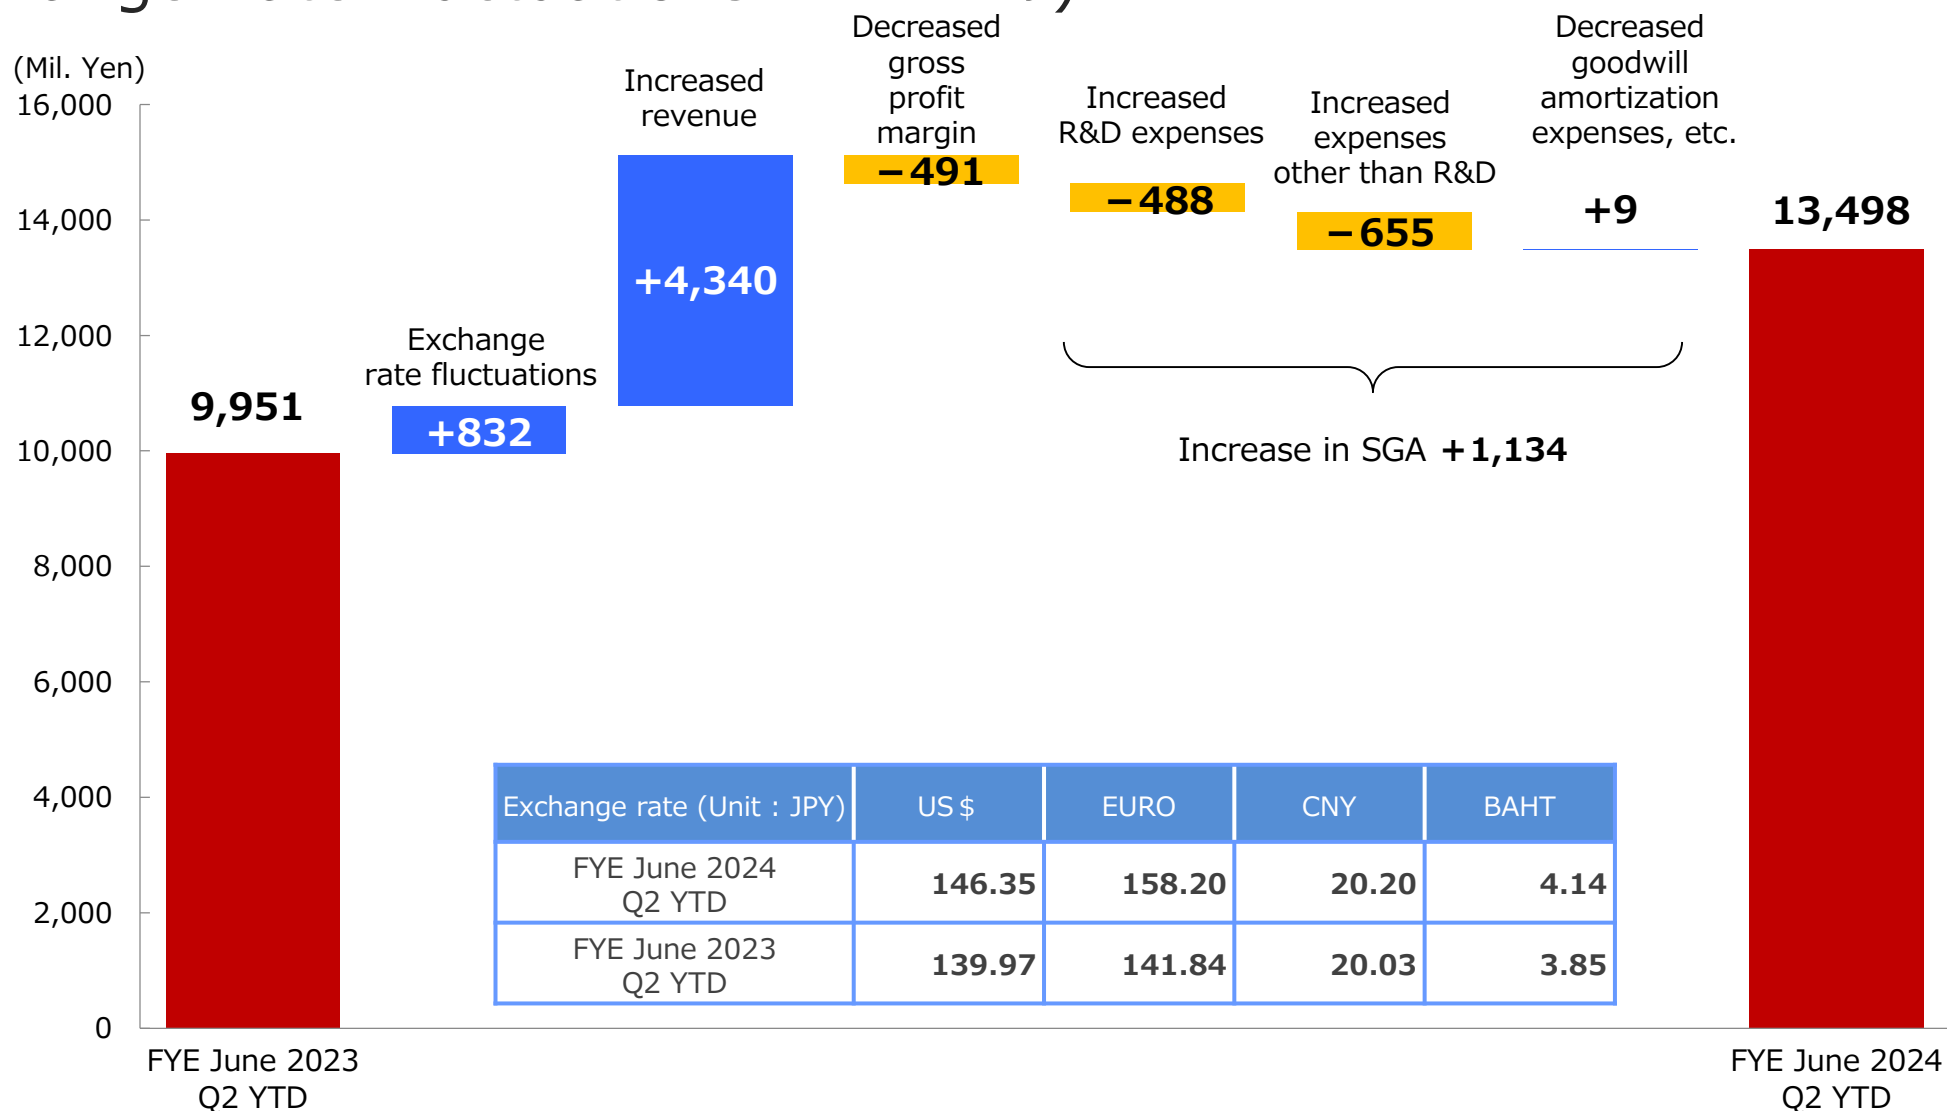 (Mil. Yen)
16,000
14,000
12,000
10,000
8,000
6,000
4,000
2,000
0
9,951
FYE June 2023
Q2 YTD
Exchange
rate fluctuations
+832
Increased
revenue
+4,340
Decreased
gross
profit
margin
－491
Increased
R&D expenses
－488
Increased
expenses
other than R&D
－655
Decreased
goodwill
amortization
expenses, etc.
+9
13,498
FYE June 2024
Q2 YTD
Increase in SGA +1,134
Exchange rate (Unit : JPY) US $ EURO CNY BAHT
FYE June 2024
Q2 YTD
146.35 158.20 20.20 4.14
FYE June 2023
Q2 YTD
139.97 141.84 20.03 3.85